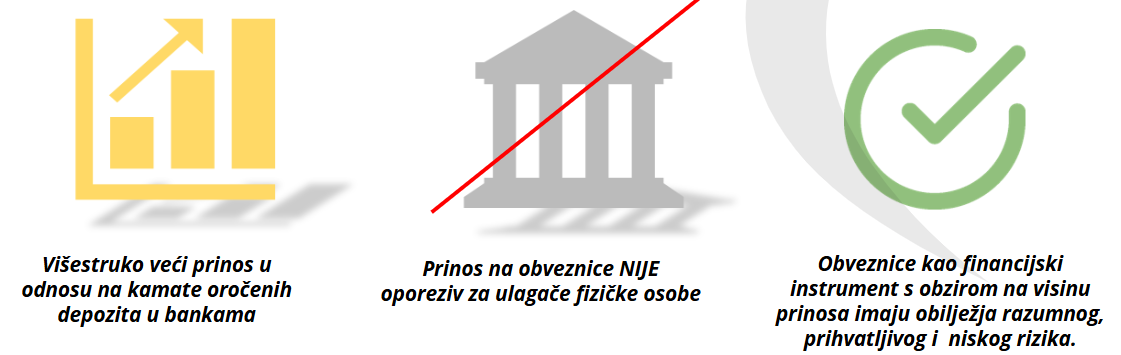 Višestruko veći prinos u
odnosu na kamate oročenih
depozita u bankama
Prinos na obveznice NIJE
oporeziv za ulagače fizičke osobe
Obveznice kao financijski
instrument s obzirom na visinu
prinosa imaju obilježja razumnog,
prihvatljivog i  niskog rizika.